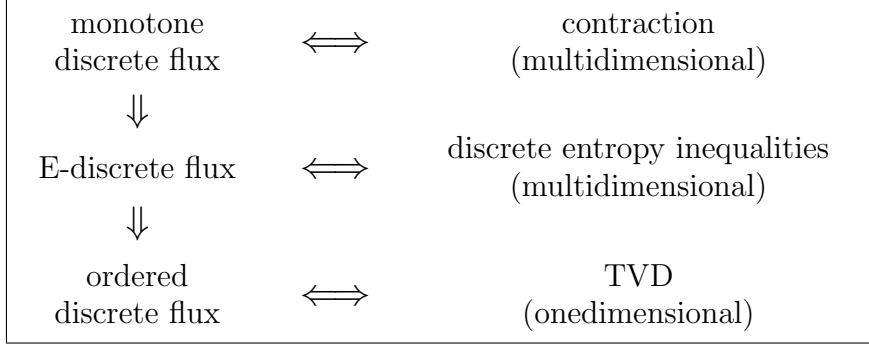 monotone ⟺ contraction
discrete flux (multidimensional)
⇓
E-discrete flux ⟺ discrete entropy inequalities
(multidimensional)
⇓
ordered ⟺ TVD
discrete flux (onedimensional)